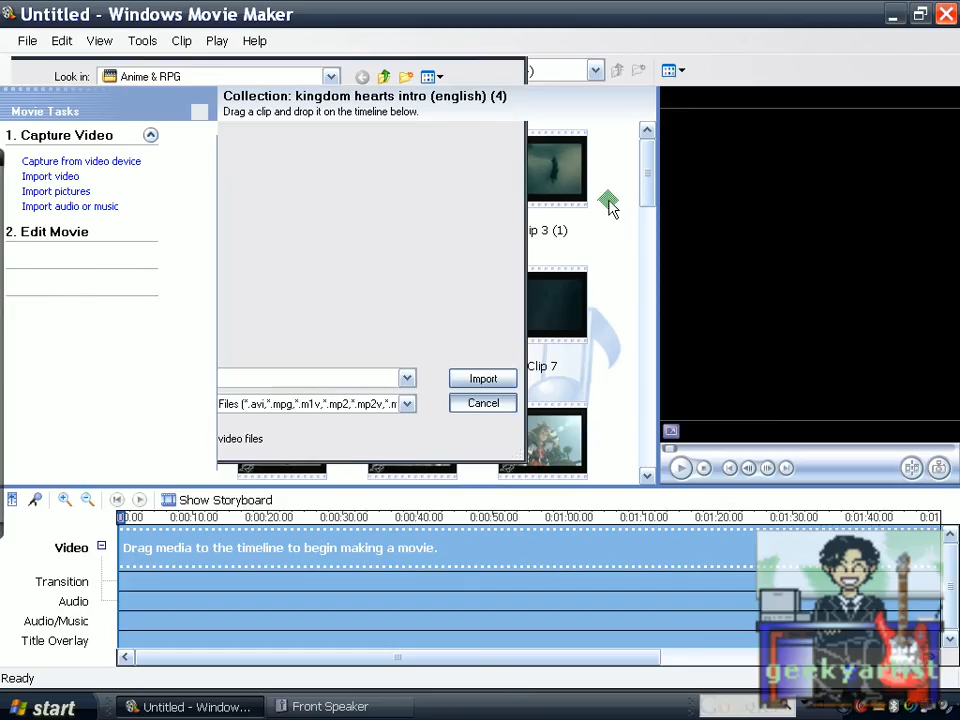 Untitled - Windows Movie Maker
File Edit View Tools Clip Play Help
Look in: Anime & RPG
Movie Tasks
Collection: kingdom hearts intro (english) (4)
Drag a clip and drop it on the timeline below.
1. Capture Video
Capture from video device
Import video
Import pictures
Import audio or music
2. Edit Movie
ip 3 (1)
Clip 7
Import
Files (*.avi,*.mpg,*.m1v,*.mp2,*.mp2v,*.m
Cancel
video files
Show Storyboard
0.00 0:00:10.00 0:00:20.00 0:00:30.00 0:00:40.00 0:00:50.00 0:01:00.00 0:01:10.00 0:01:20.00 0:01:30.00 0:01:40.00 0:01
Video Drag media to the timeline to begin making a movie.
Transition
Audio
Audio/Music
Title Overlay
geekyarnest
Ready
start Untitled - Window... Front Speaker